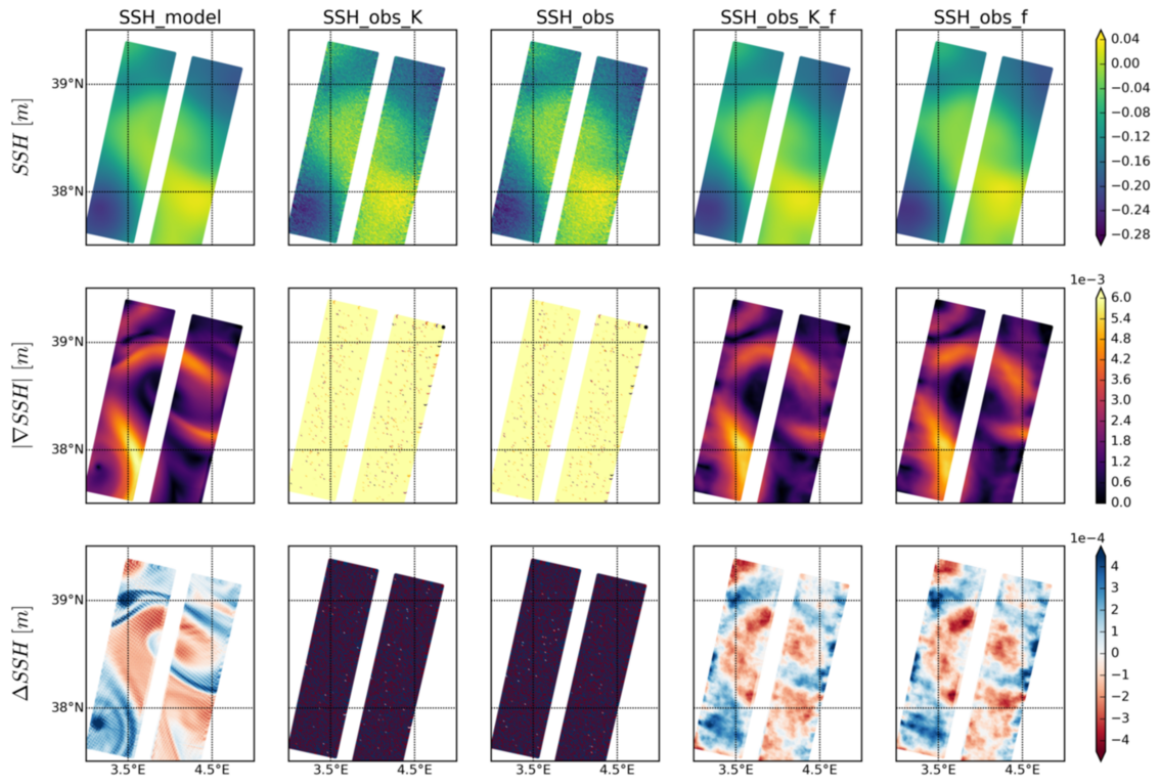 SSH_model SSH_obs_K SSH_obs SSH_obs_K_f SSH_obs_f
SSH [m]
39°N
38°N
0.04
0.00
−0.04
−0.08
−0.12
−0.16
−0.20
−0.24
−0.28
|∇SSH| [m]
39°N
38°N
1e−3
6.0
5.4
4.8
4.2
3.6
3.0
2.4
1.8
1.2
0.6
0.0
ΔSSH [m]
39°N
38°N
1e−4
4
3
2
1
0
−1
−2
−3
−4
3.5°E 4.5°E 3.5°E 4.5°E 3.5°E 4.5°E 3.5°E 4.5°E 3.5°E 4.5°E